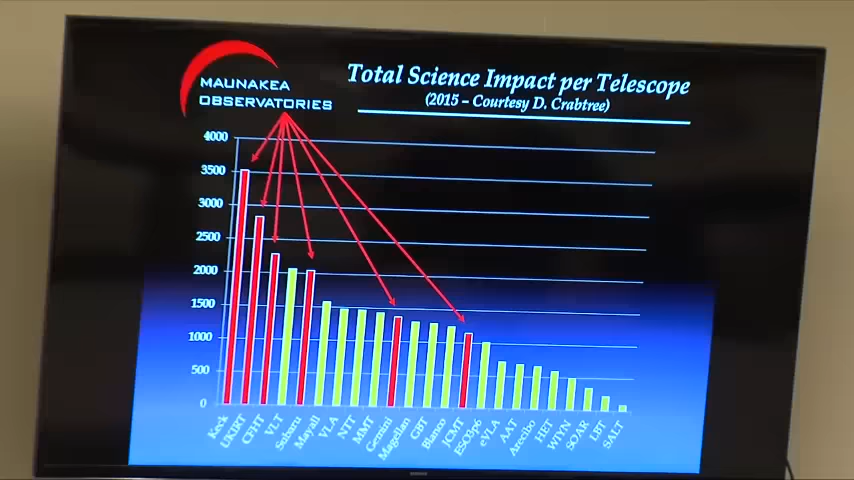 MAUNAKEA
OBSERVATORIES
Total Science Impact per Telescope
(2015 – Courtesy D. Crabtree)
4000
3500
3000
2500
2000
1500
1000
500
0
Keck
UKIRT
CFHT
VLT
Subaru
Mayall
VLA
NTT
MMT
Gemini
Magellan
GBT
Blanco
JCMT
ESO3p6
eVLA
AAT
Arecibo
HET
WIYN
SOAR
LBT
SALT